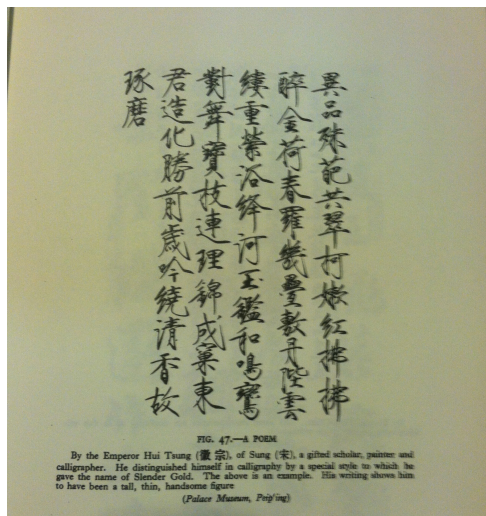 異品殊葩共翠柯嫩紅拂拂
醉金荷春羅幾疊敷丹陛雲
縷重縈浴絳河玉鑑和鳴鸞
對舞寶枝連理錦成窠東
君造化勝前歲吟繞清香故
琢磨
FIG. 47.—A POEM
By the Emperor Hui Tsung (徽宗), of Sung (宋), a gifted scholar, painter and
calligrapher. He distinguished himself in calligraphy by a special style to which he
gave the name of Slender Gold. The above is an example. His writing shows him
to have been a tall, thin, handsome figure
(Palace Museum, Peip'ing)